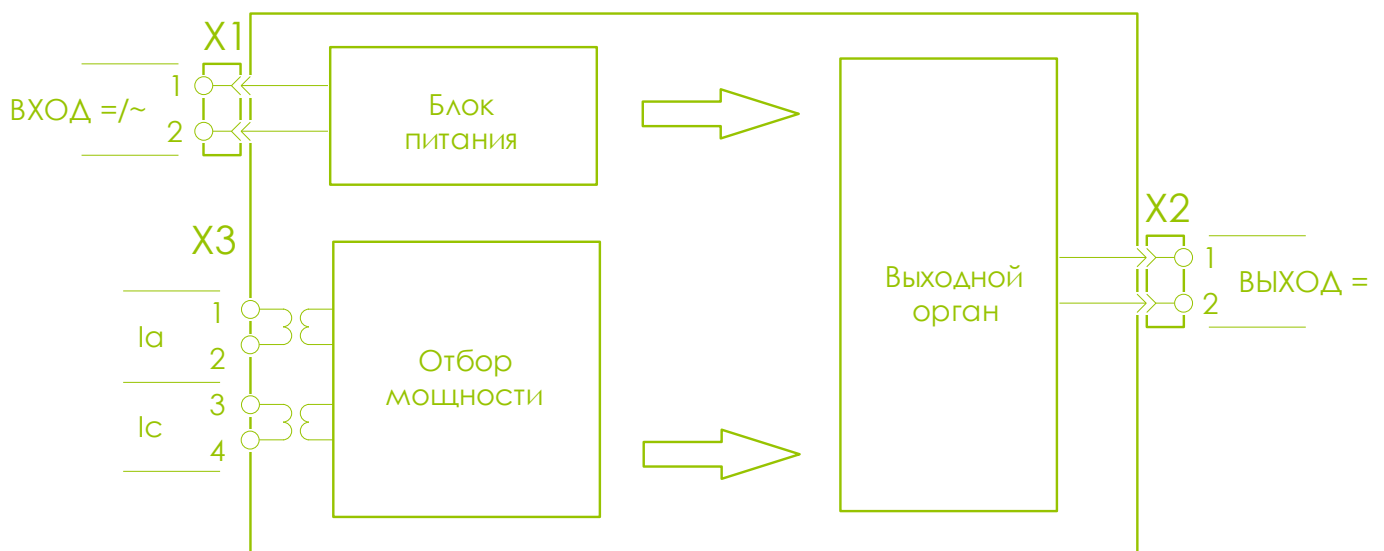 X1
1
ВХОД =/~
2
Блок
питания
X3
1
Ia
2
3
Ic
4
Отбор
мощности
Выходной
орган
X2
1
ВЫХОД =
2